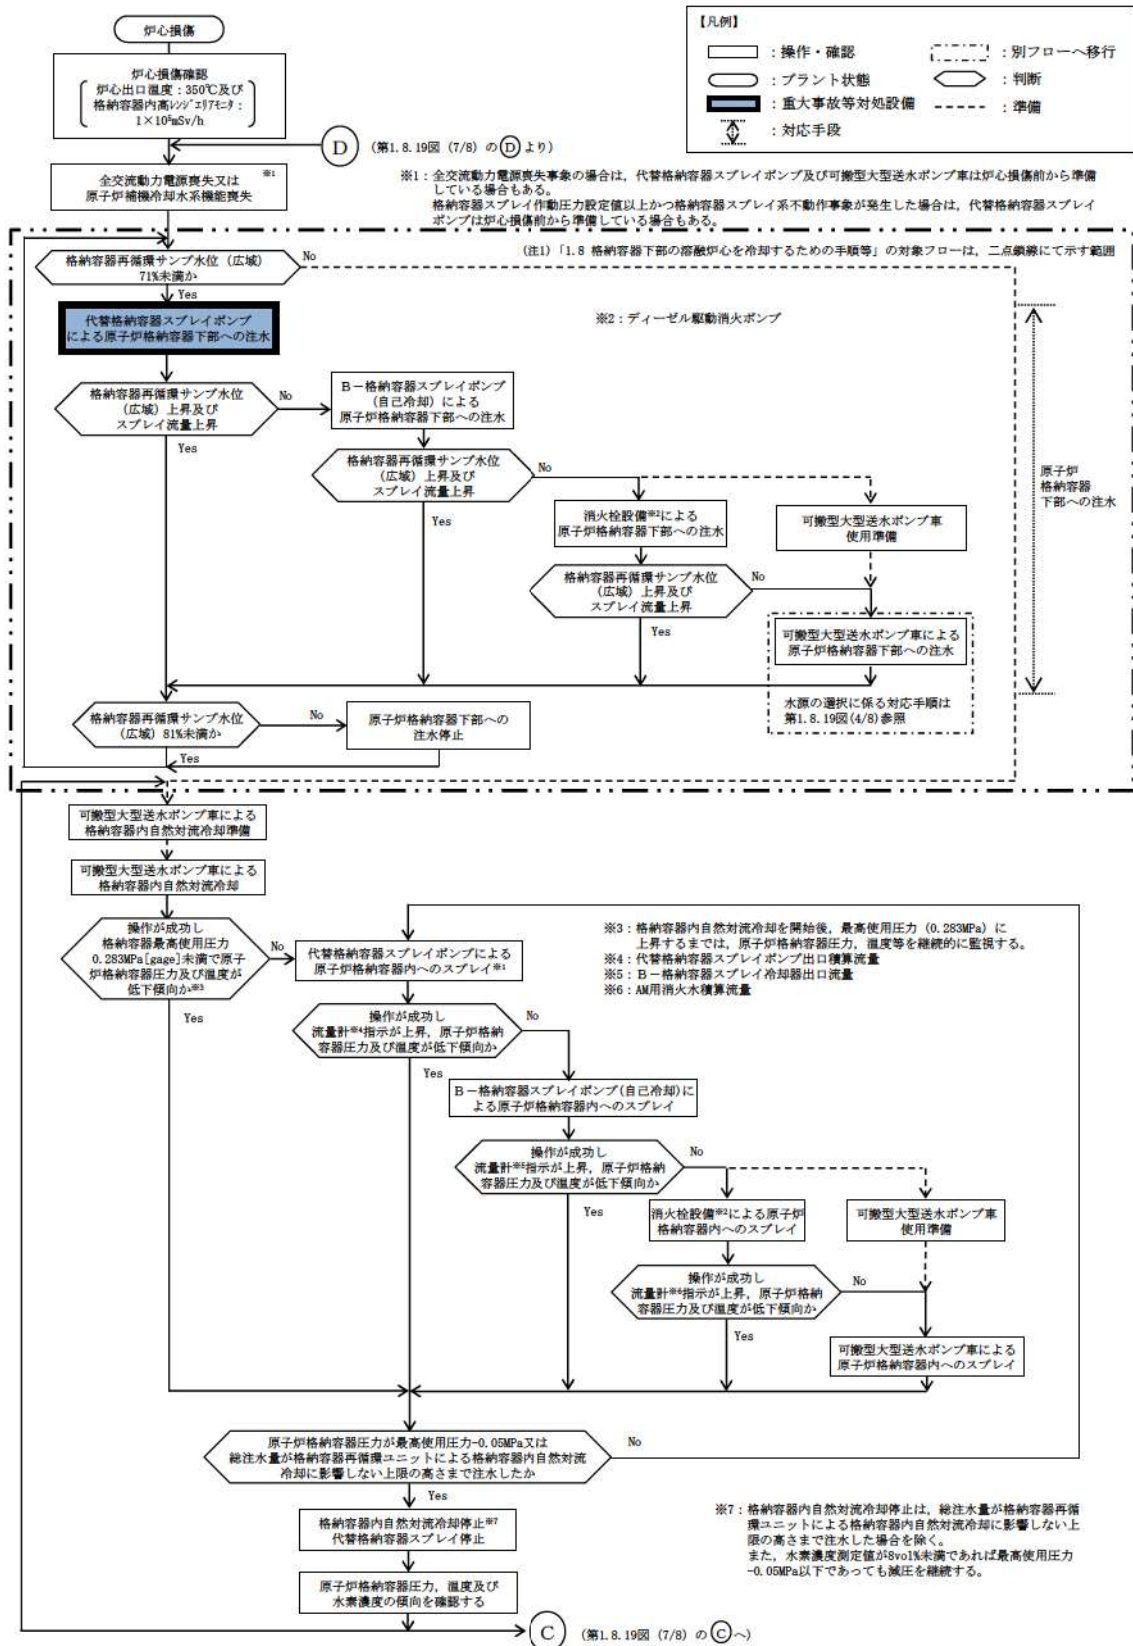 炉心損傷
【凡例】
：操作・確認
：別フローへ移行
：プラント状態
：判断
：重大事故等対処設備
：準備
：対応手段
炉心損傷確認
炉心出口温度：350℃及び
格納容器内高レンジエリアモニタ：
1×10⁵mSv/h
D
(第1.8.19図 (7/8) の D より)
全交流動力電源喪失又は ※1
原子炉補機冷却水系機能喪失
※1：全交流動力電源喪失事象の場合は，代替格納容器スプレイポンプ及び可搬型大型送水ポンプ車は炉心損傷前から準備
している場合もある。
格納容器スプレイ作動圧力設定値以上かつ格納容器スプレイ系不動作事象が発生した場合は，代替格納容器スプレイ
ポンプは炉心損傷前から準備している場合もある。
(注1)「1.8 格納容器下部の溶融炉心を冷却するための手順等」の対象フローは，二点鎖線にて示す範囲
格納容器再循環サンプ水位（広域）
71%未満か
No
Yes
代替格納容器スプレイポンプ
による原子炉格納容器下部への注水
※2：ディーゼル駆動消火ポンプ
格納容器再循環サンプ水位
（広域）上昇及び
スプレイ流量上昇
No
Yes
B－格納容器スプレイポンプ
（自己冷却）による
原子炉格納容器下部への注水
格納容器再循環サンプ水位
（広域）上昇及び
スプレイ流量上昇
No
Yes
原子炉
格納容器
下部への注水
消火栓設備※2による
原子炉格納容器下部への注水
可搬型大型送水ポンプ車
使用準備
格納容器再循環サンプ水位
（広域）上昇及び
スプレイ流量上昇
No
Yes
可搬型大型送水ポンプ車による
原子炉格納容器下部への注水
水源の選択に係る対応手順は
第1.8.19図(4/8)参照
格納容器再循環サンプ水位
（広域）81%未満か
No
Yes
原子炉格納容器下部への
注水停止
可搬型大型送水ポンプ車による
格納容器内自然対流冷却準備
可搬型大型送水ポンプ車による
格納容器内自然対流冷却
操作が成功し
格納容器最高使用圧力
0.283MPa[gage]未満で原子
炉格納容器圧力及び温度が
低下傾向か※3
No
Yes
代替格納容器スプレイポンプによる
原子炉格納容器内へのスプレイ※1
※3：格納容器内自然対流冷却を開始後，最高使用圧力（0.283MPa）に
上昇するまでは，原子炉格納容器圧力，温度等を継続的に監視する。
※4：代替格納容器スプレイポンプ出口積算流量
※5：B－格納容器スプレイ冷却器出口流量
※6：AM用消火水積算流量
操作が成功し
流量計※4指示が上昇，原子炉格納
容器圧力及び温度が低下傾向か
No
Yes
B－格納容器スプレイポンプ(自己冷却)に
よる原子炉格納容器内へのスプレイ
操作が成功し
流量計※5指示が上昇，原子炉格納
容器圧力及び温度が低下傾向か
No
Yes
消火栓設備※2による原子炉
格納容器内へのスプレイ
可搬型大型送水ポンプ車
使用準備
操作が成功し
流量計※6指示が上昇，原子炉格納
容器圧力及び温度が低下傾向か
No
Yes
可搬型大型送水ポンプ車による
原子炉格納容器内へのスプレイ
原子炉格納容器圧力が最高使用圧力-0.05MPa又は
総注水量が格納容器再循環ユニットによる格納容器内自然対流
冷却に影響しない上限の高さまで注水したか
No
Yes
格納容器内自然対流冷却停止※7
代替格納容器スプレイ停止
※7：格納容器内自然対流冷却停止は，総注水量が格納容器再循
環ユニットによる格納容器内自然対流冷却に影響しない上
限の高さまで注水した場合を除く。
また，水素濃度測定値が8vol%未満であれば最高使用圧力
-0.05MPa以下であっても減圧を継続する。
原子炉格納容器圧力，温度及び
水素濃度の傾向を確認する
C
(第1.8.19図 (7/8) の C へ)